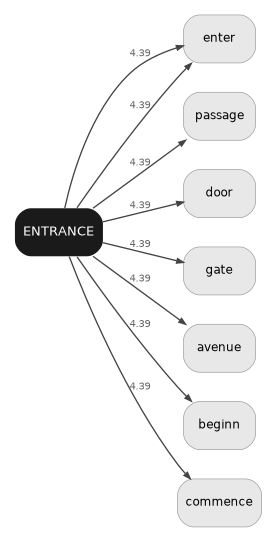 enter
4.39
4.39
passage
4.39
door
4.39
ENTRANCE
4.39
gate
4.39
avenue
4.39
beginn
4.39
commence